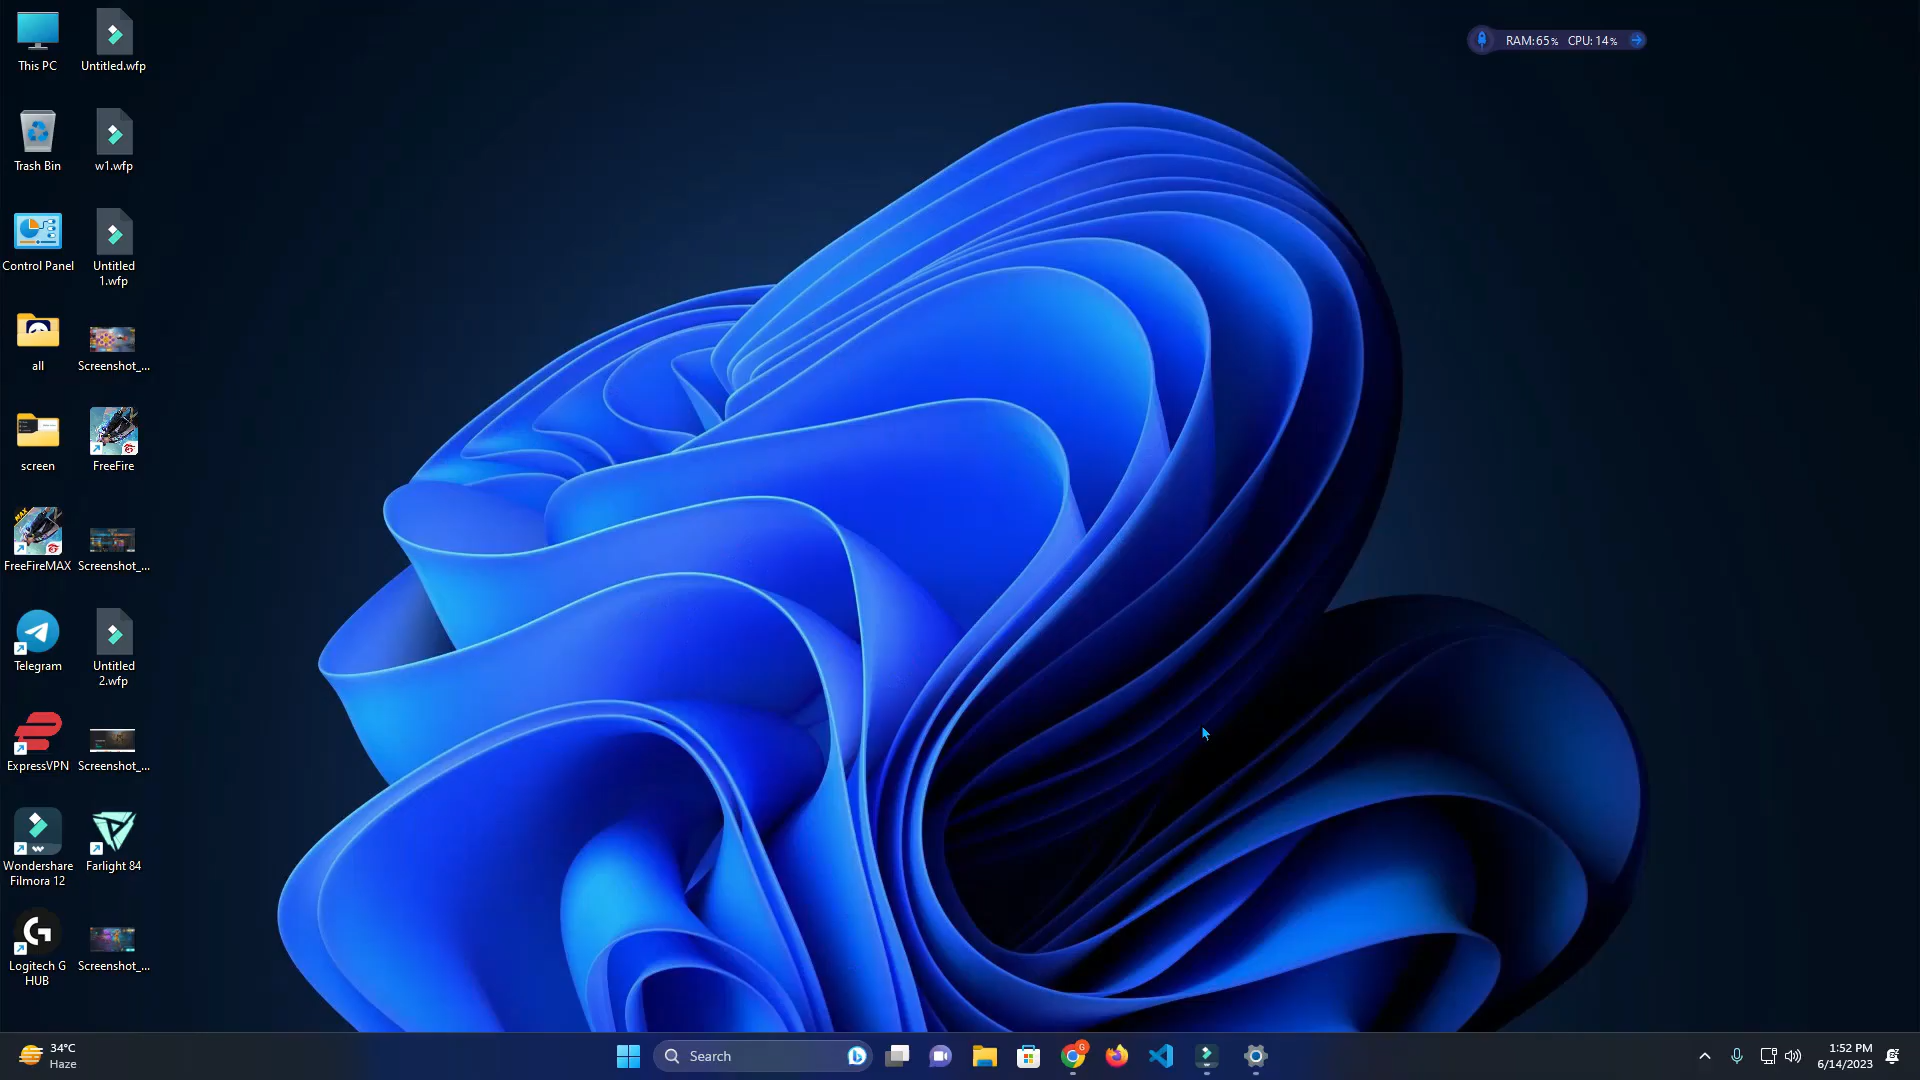 This PC
Untitled.wfp
RAM:65% CPU: 14%
Trash Bin
w1.wfp
Control Panel
Untitled
1.wfp
all
Screenshot_...
screen
FreeFire
MAX
FreeFireMAX
Screenshot_...
Telegram
Untitled
2.wfp
ExpressVPN
Screenshot_...
Wondershare
Filmora 12
Farlight 84
Logitech G
HUB
Screenshot_...
34°C
Haze
Search
G
1:52 PM
6/14/2023